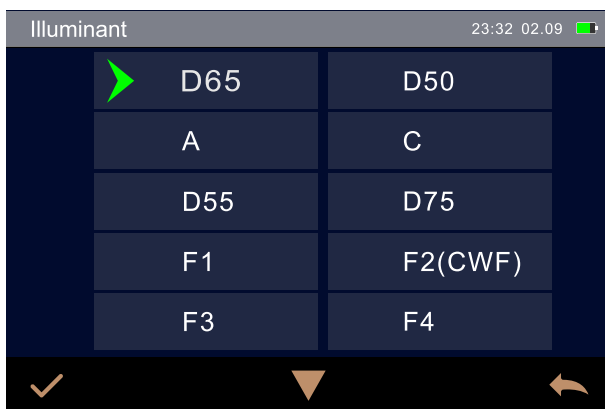 Illuminant 23:32 02.09
D65 D50
A C
D55 D75
F1 F2(CWF)
F3 F4